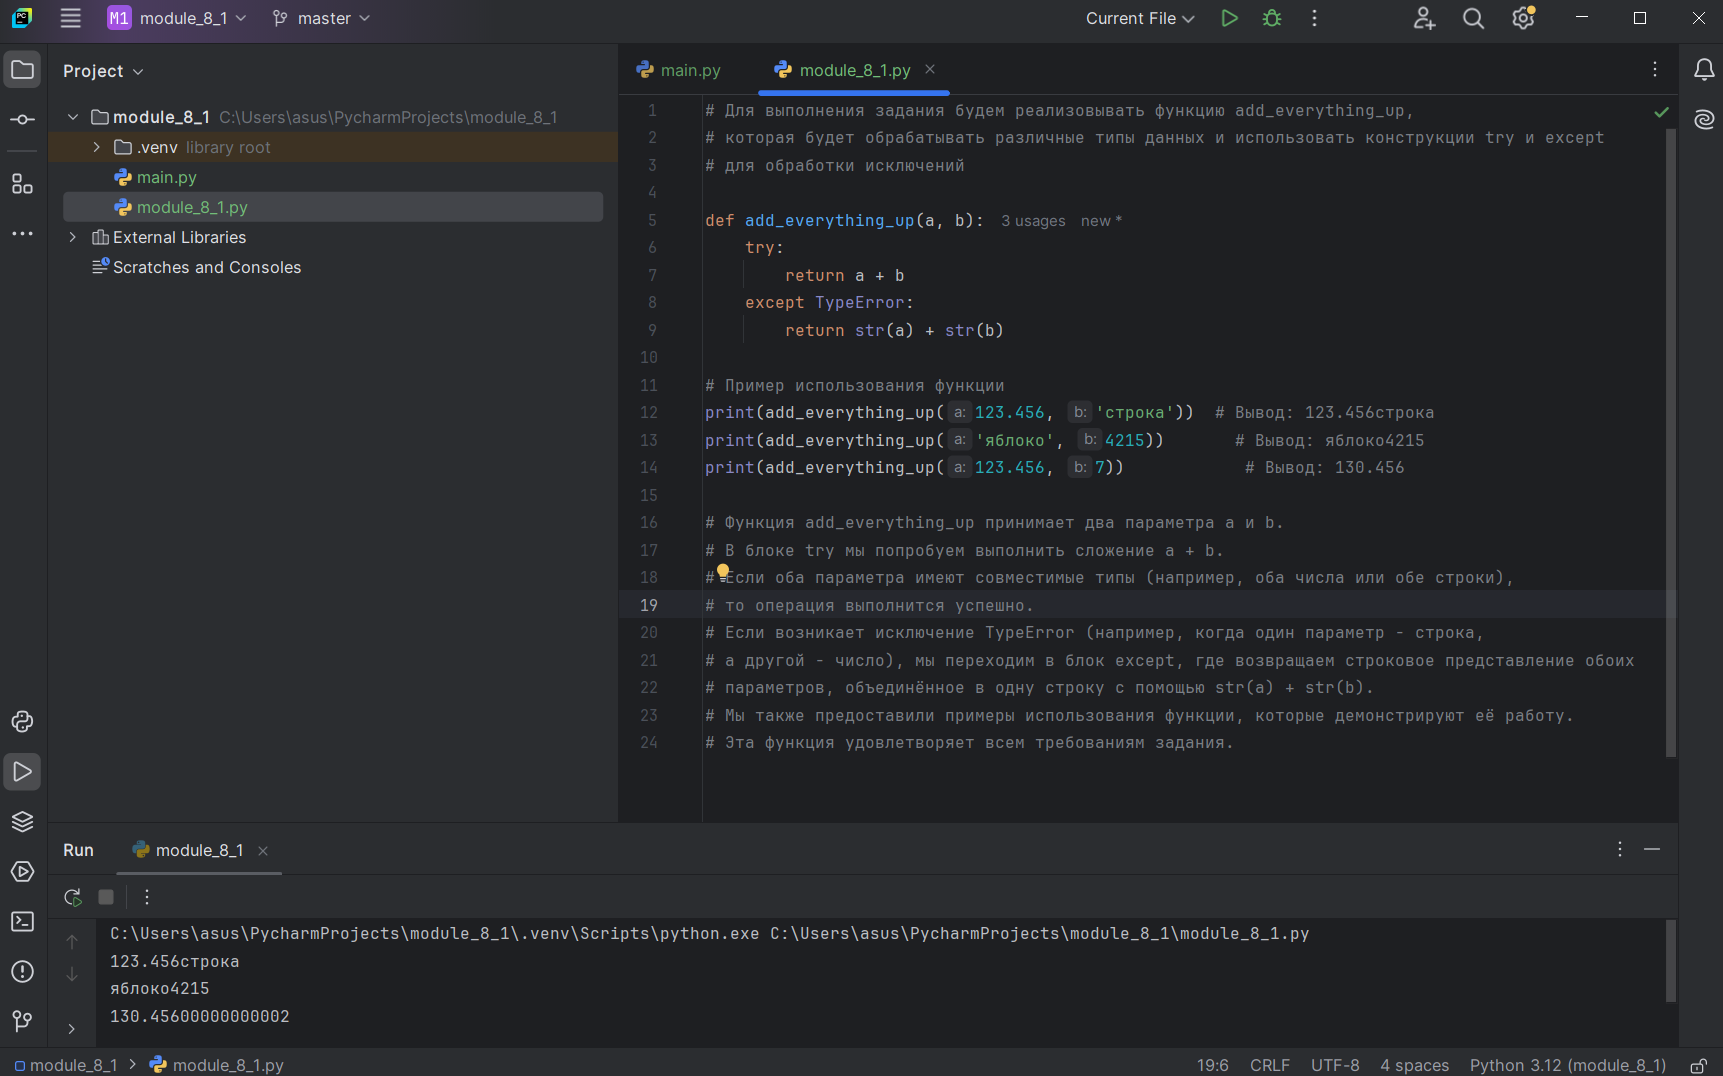 M1 module_8_1 master Current File
Project
module_8_1 C:\Users\asus\PycharmProjects\module_8_1
.venv library root
main.py
module_8_1.py
External Libraries
Scratches and Consoles
main.py module_8_1.py
1 # Для выполнения задания будем реализовывать функцию add_everything_up,
2 # которая будет обрабатывать различные типы данных и использовать конструкции try и except
3 # для обработки исключений
4
5 def add_everything_up(a, b): 3 usages new *
6 try:
7 return a + b
8 except TypeError:
9 return str(a) + str(b)
10
11 # Пример использования функции
12 print(add_everything_up( a: 123.456, b: 'строка')) # Вывод: 123.456строка
13 print(add_everything_up( a: 'яблоко', b: 4215)) # Вывод: яблоко4215
14 print(add_everything_up( a: 123.456, b: 7)) # Вывод: 130.456
15
16 # Функция add_everything_up принимает два параметра a и b.
17 # В блоке try мы попробуем выполнить сложение a + b.
18 # Если оба параметра имеют совместимые типы (например, оба числа или обе строки),
19 # то операция выполнится успешно.
20 # Если возникает исключение TypeError (например, когда один параметр - строка,
21 # а другой - число), мы переходим в блок except, где возвращаем строковое представление обоих
22 # параметров, объединённое в одну строку с помощью str(a) + str(b).
23 # Мы также предоставили примеры использования функции, которые демонстрируют её работу.
24 # Эта функция удовлетворяет всем требованиям задания.
Run module_8_1
C:\Users\asus\PycharmProjects\module_8_1\.venv\Scripts\python.exe C:\Users\asus\PycharmProjects\module_8_1\module_8_1.py
123.456строка
яблоко4215
130.45600000000002
module_8_1 module_8_1.py 19:6 CRLF UTF-8 4 spaces Python 3.12 (module_8_1)